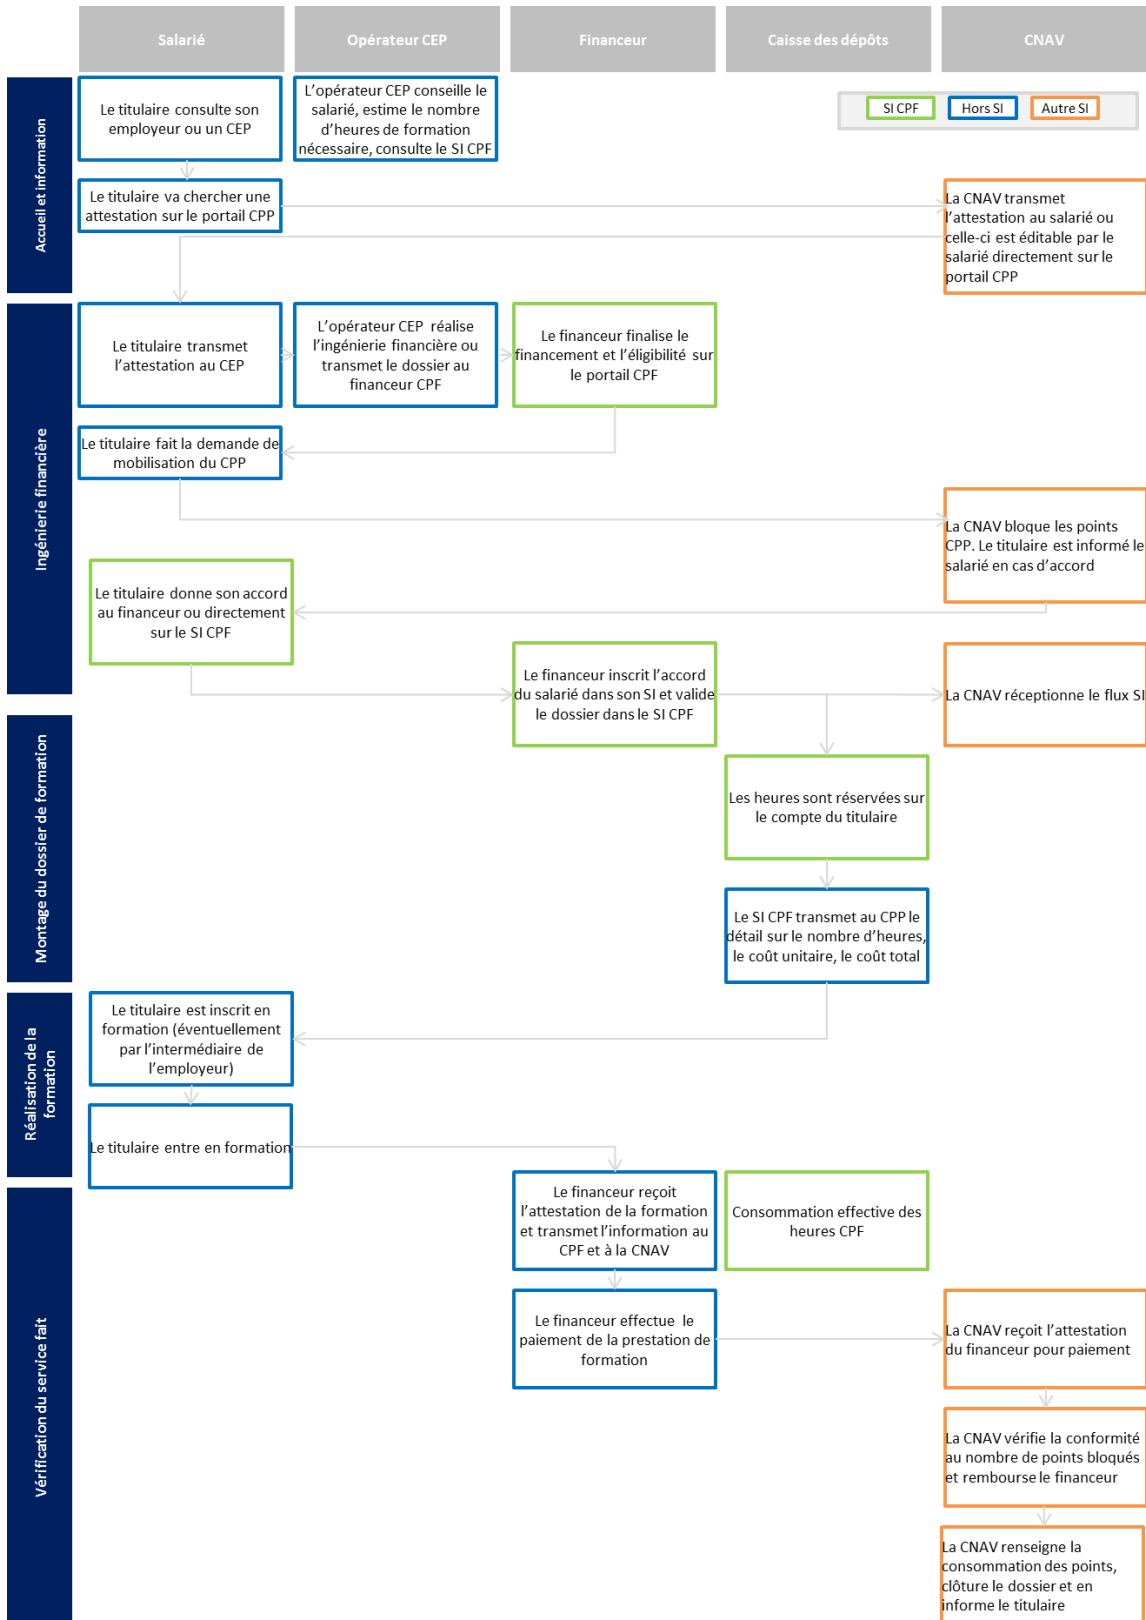 Salarié
Opérateur CEP
Financeur
Caisse des dépôts
CNAV
SI CPF
Hors SI
Autre SI
Accueil et information
Le titulaire consulte son
employeur ou un CEP
L'opérateur CEP conseille le
salarié, estime le nombre
d'heures de formation
nécessaire, consulte le SI CPF
Le titulaire va chercher une
attestation sur le portail CPP
La CNAV transmet
l'attestation au salarié ou
celle-ci est éditable par le
salarié directement sur le
portail CPP
Ingénierie financière
Le titulaire transmet
l'attestation au CEP
L'opérateur CEP réalise
l'ingénierie financière ou
transmet le dossier au
financeur CPF
Le financeur finalise le
financement et l'éligibilité sur
le portail CPF
Le titulaire fait la demande de
mobilisation du CPP
La CNAV bloque les points
CPP. Le titulaire est informé le
salarié en cas d'accord
Le titulaire donne son accord
au financeur ou directement
sur le SI CPF
Le financeur inscrit l'accord
du salarié dans son SI et valide
le dossier dans le SI CPF
La CNAV réceptionne le flux SI
Montage du dossier de formation
Les heures sont réservées sur
le compte du titulaire
Le SI CPF transmet au CPP le
détail sur le nombre d'heures,
le coût unitaire, le coût total
Réalisation de la
formation
Le titulaire est inscrit en
formation (éventuellement
par l'intermédiaire de
l'employeur)
Le titulaire entre en formation
Vérification du service fait
Le financeur reçoit
l'attestation de la formation
et transmet l'information au
CPF et à la CNAV
Consommation effective des
heures CPF
Le financeur effectue le
paiement de la prestation de
formation
La CNAV reçoit l'attestation
du financeur pour paiement
La CNAV vérifie la conformité
au nombre de points bloqués
et rembourse le financeur
La CNAV renseigne la
consommation des points,
clôture le dossier et en
informe le titulaire